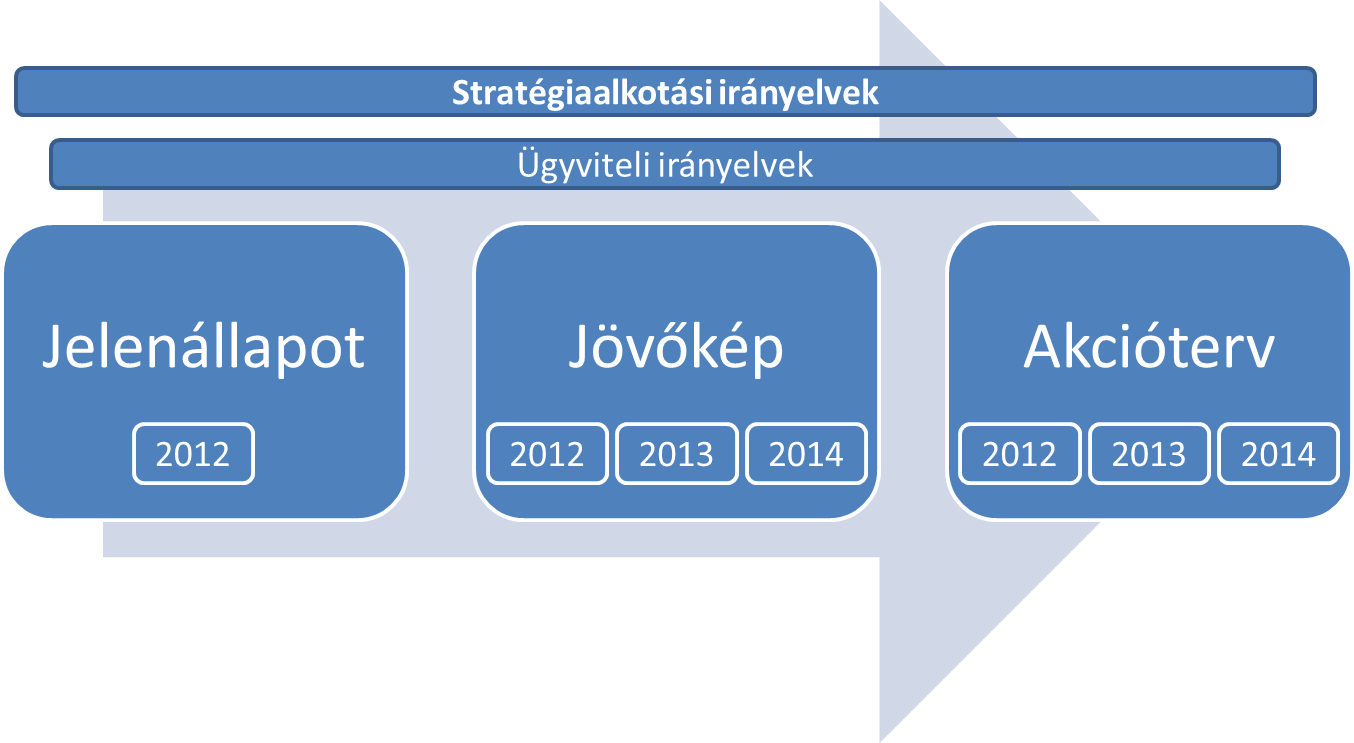 Stratégiaalkotási irányelvek
Ügyviteli irányelvek
Jelenállapot
2012
Jövőkép
2012 2013 2014
Akcióterv
2012 2013 2014